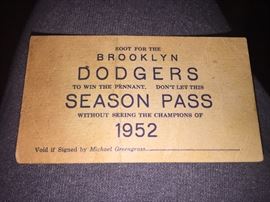 ROOT FOR THE
BROOKLYN
DODGERS
TO WIN THE PENNANT. DON'T LET THIS
SEASON PASS
WITHOUT SEEING THE CHAMPIONS OF
1952
Void if Signed by Michael Greengrass